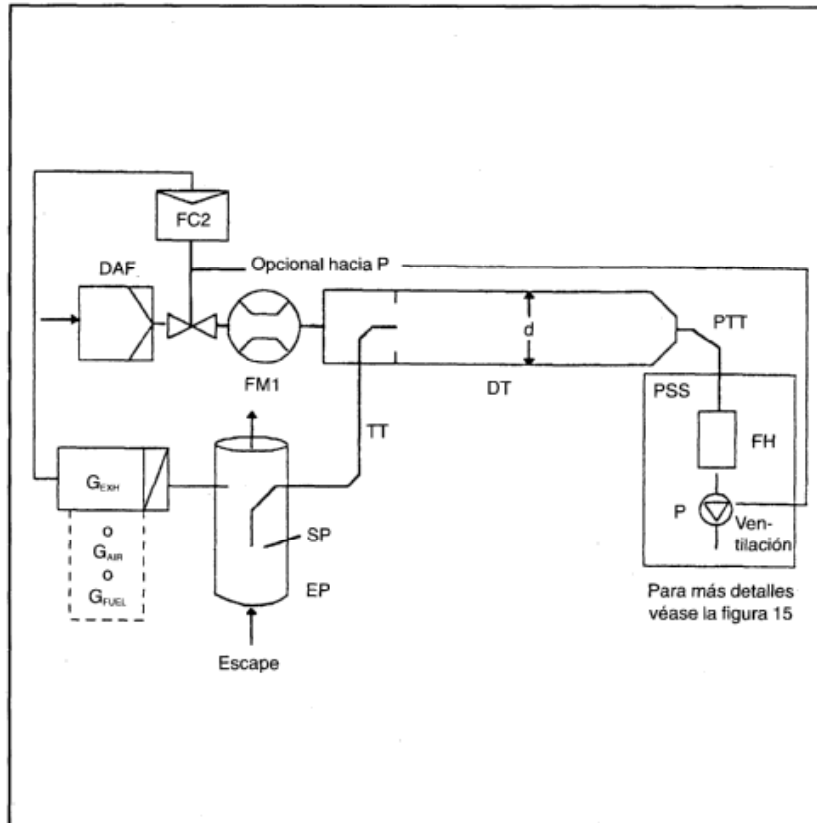 FC2
DAF
Opcional hacia P
d
PTT
FM1
DT
PSS
TT
FH
G_EXH
o
G_AIR
o
G_FUEL
SP
EP
P
Ven-
tilación
Para más detalles
véase la figura 15
Escape